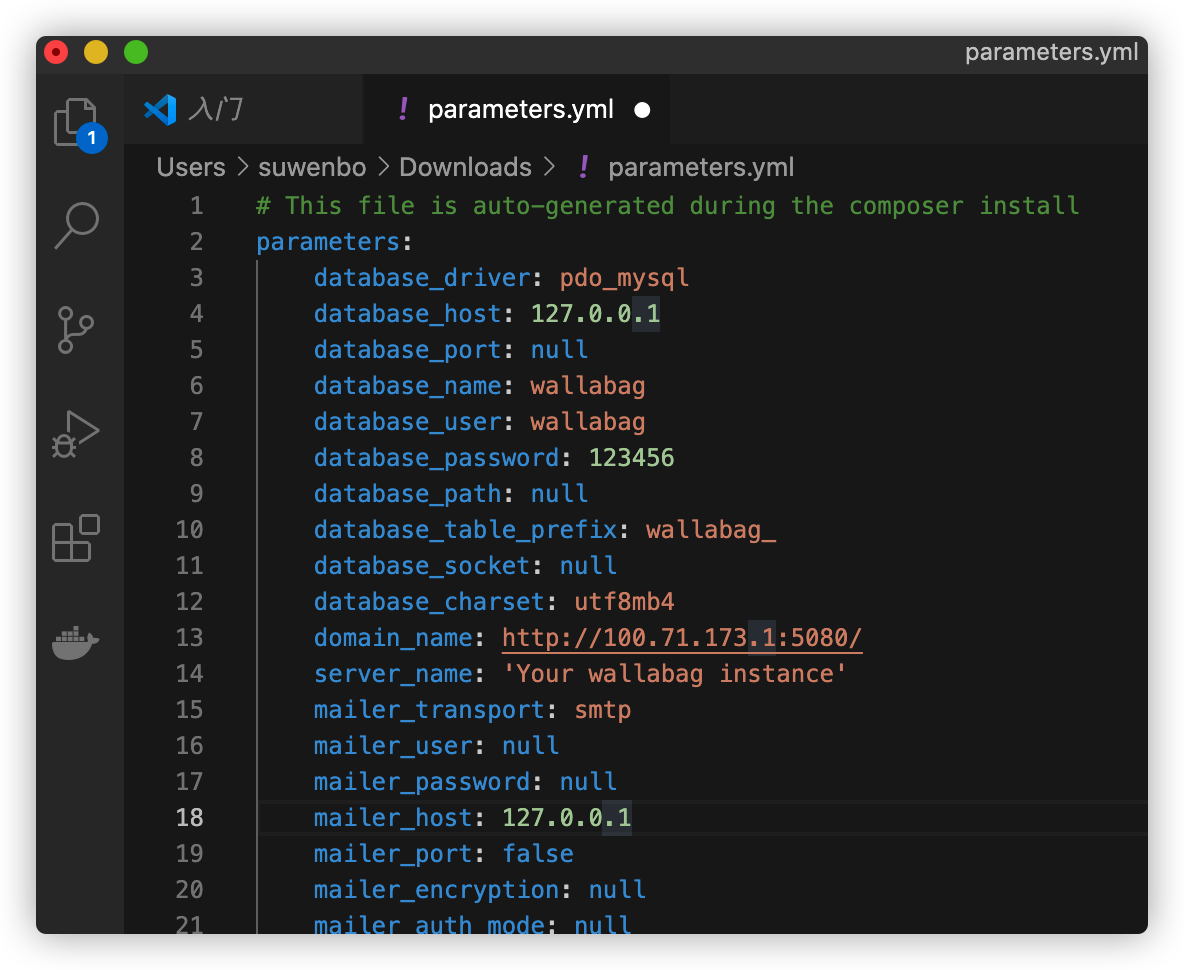 parameters.yml
1
入门
! parameters.yml
Users > suwenbo > Downloads > ! parameters.yml
1 # This file is auto-generated during the composer install
2 parameters:
3 database_driver: pdo_mysql
4 database_host: 127.0.0.1
5 database_port: null
6 database_name: wallabag
7 database_user: wallabag
8 database_password: 123456
9 database_path: null
10 database_table_prefix: wallabag_
11 database_socket: null
12 database_charset: utf8mb4
13 domain_name: http://100.71.173.1:5080/
14 server_name: 'Your wallabag instance'
15 mailer_transport: smtp
16 mailer_user: null
17 mailer_password: null
18 mailer_host: 127.0.0.1
19 mailer_port: false
20 mailer_encryption: null
21 mailer_auth_mode: null